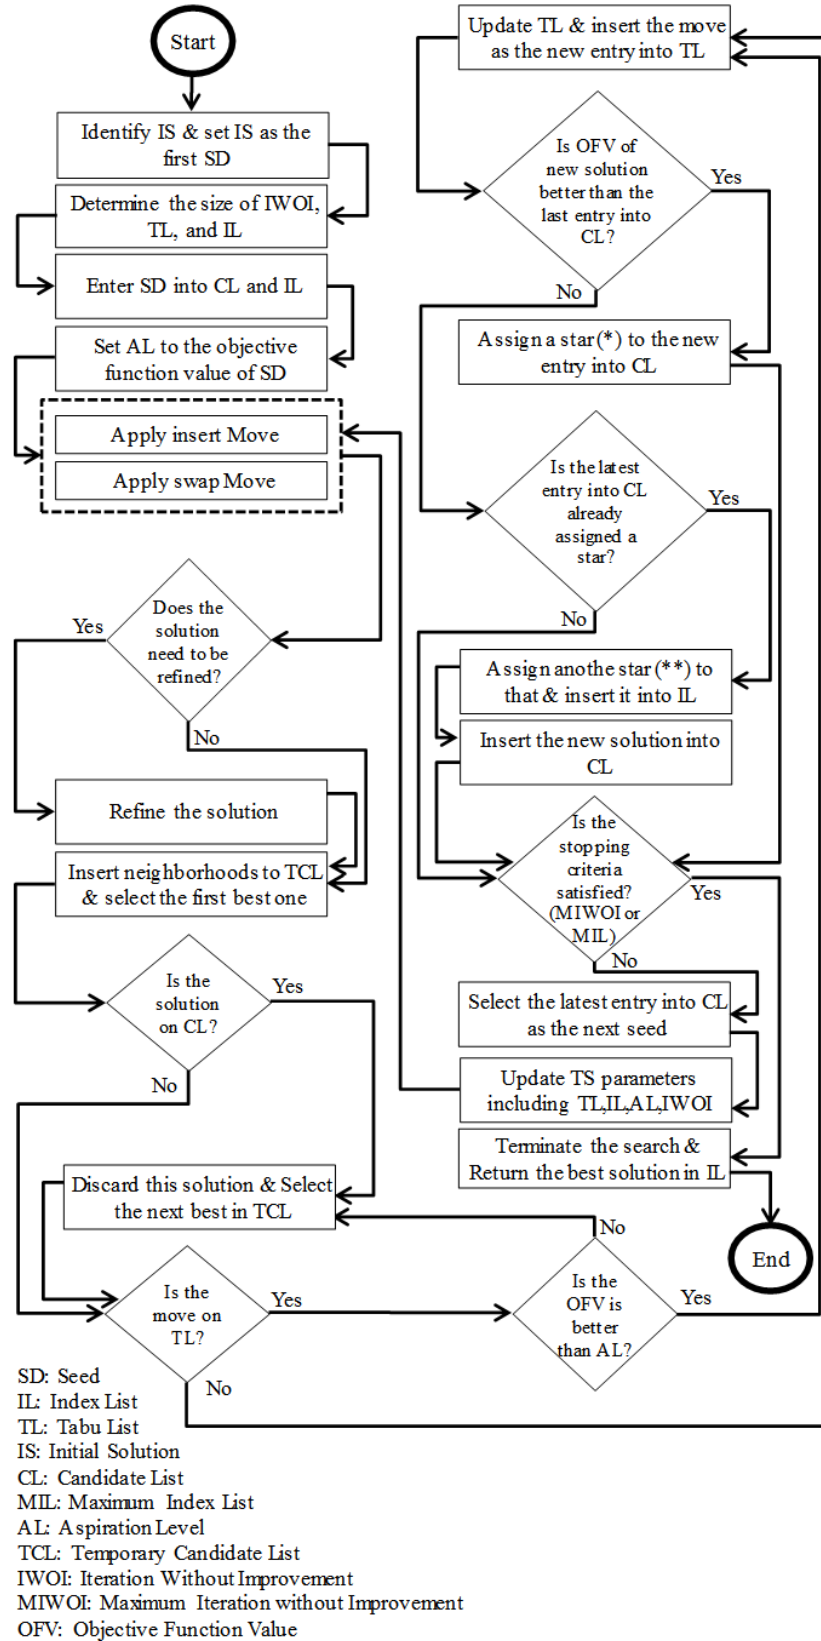 Start
Identify IS & set IS as the
first SD
Determine the size of IWOI,
TL, and IL
Enter SD into CL and IL
Set AL to the objective
function value of SD
Apply insert Move
Apply swap Move
Does the
solution
need to be
refined?
Yes
No
Refine the solution
Insert neighborhoods to TCL
& select the first best one
Is the
solution
on CL?
Yes
No
Discard this solution & Select
the next best in TCL
Is the
move on
TL?
Yes
No
Is the
OFV is
better
than AL?
No
Yes
Update TL & insert the move
as the new entry into TL
Is OFV of
new solution
better than the
last entry into
CL?
Yes
No
Assign a star(*) to the new
entry into CL
Is the latest
entry into CL
already
assigned a
star?
Yes
No
Assign anothe star(**) to
that & insert it into IL
Insert the new solution into
CL
Is the
stopping
criteria
satisfied?
(MIWOI or
MIL)
Yes
No
Select the latest entry into CL
as the next seed
Update TS parameters
including TL,IL,AL,IWOI
Terminate the search &
Return the best solution in IL
End
SD: Seed
IL: Index List
TL: Tabu List
IS: Initial Solution
CL: Candidate List
MIL: Maximum Index List
AL: Aspiration Level
TCL: Temporary Candidate List
IWOI: Iteration Without Improvement
MIWOI: Maximum Iteration without Improvement
OFV: Objective Function Value